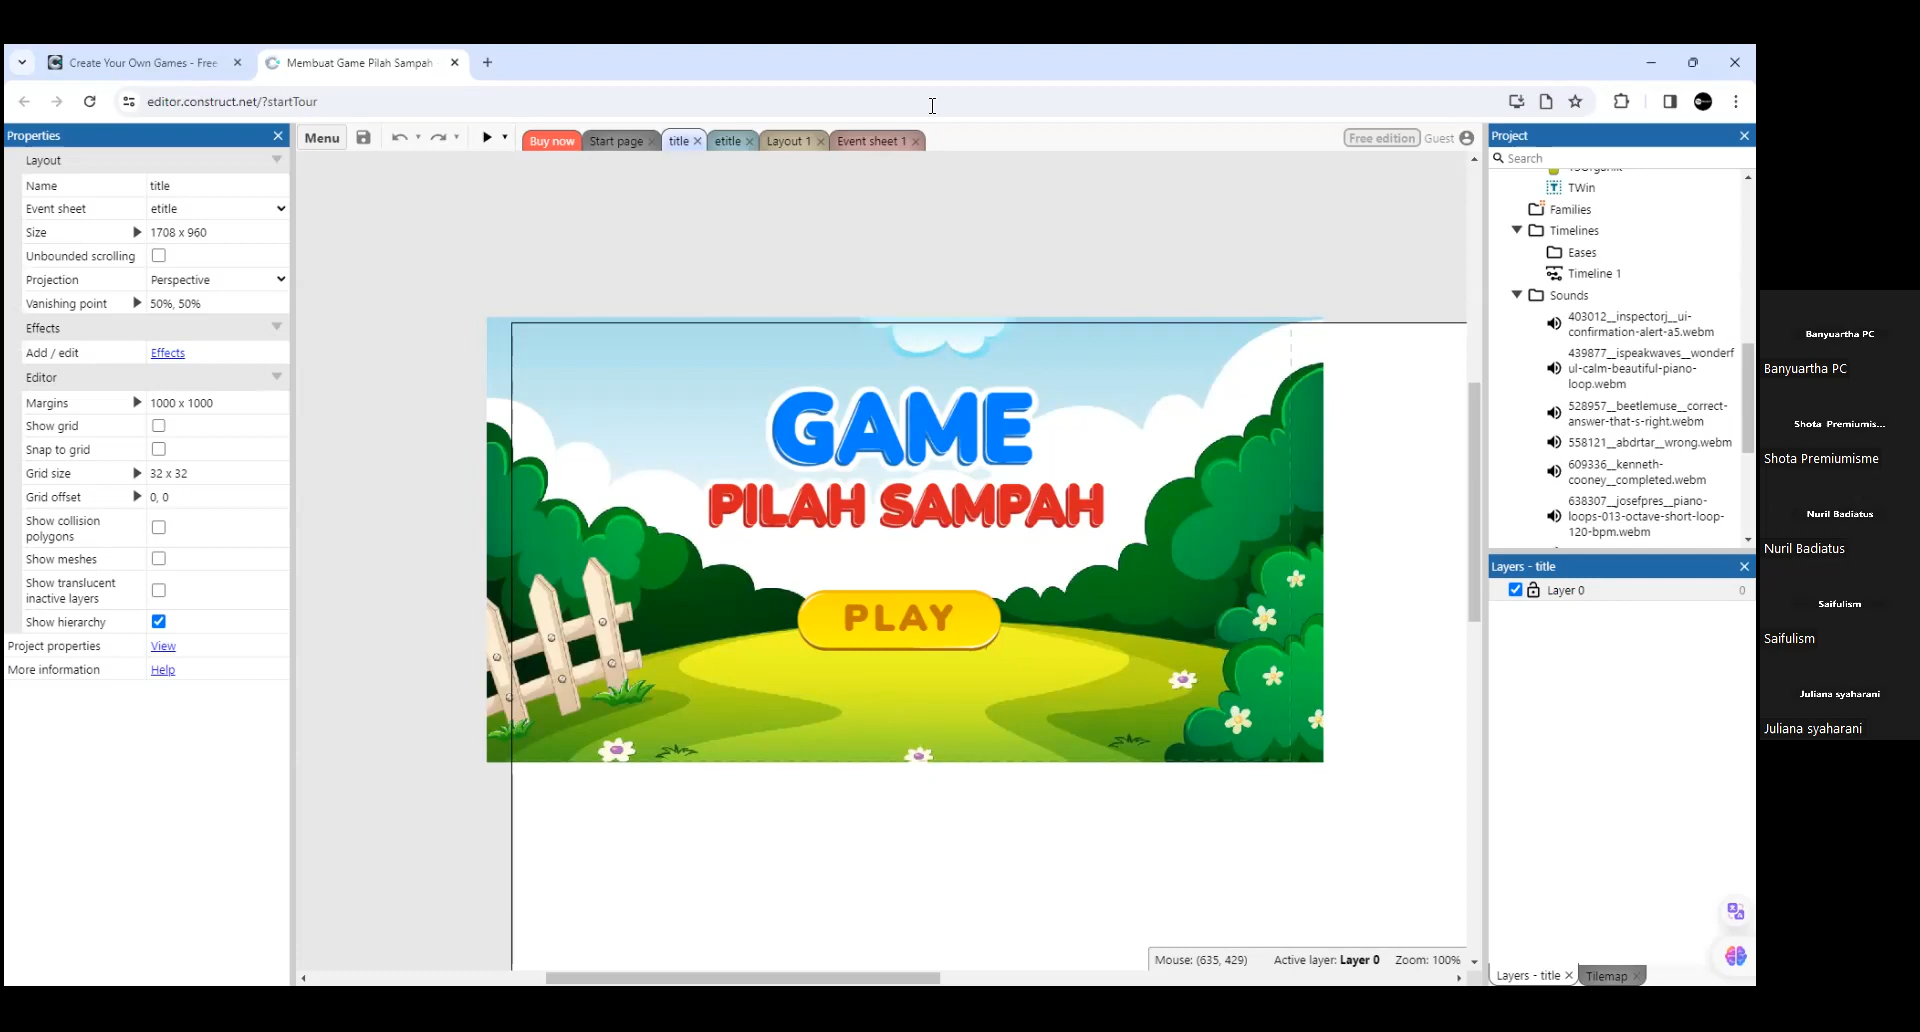 Create Your Own Games - Free
Membuat Game Pilah Sampah
editor.construct.net/?startTour
Properties
Layout
Name title
Event sheet etitle
Size 1708 x 960
Unbounded scrolling
Projection Perspective
Vanishing point 50%, 50%
Effects
Add / edit Effects
Editor
Margins 1000 x 1000
Show grid
Snap to grid
Grid size 32 x 32
Grid offset 0, 0
Show collision
polygons
Show meshes
Show translucent
inactive layers
Show hierarchy
Project properties View
More information Help
Menu
Buy now
Start page
title
etitle
Layout 1
Event sheet 1
Free edition
Guest
GAME
PILAH SAMPAH
PLAY
Mouse: (635, 429) Active layer: Layer 0 Zoom: 100%
Project
Search
TWin
Families
Timelines
Eases
Timeline 1
Sounds
403012__inspectorj__ui-
confirmation-alert-a5.webm
439877__ispeakwaves__wonderf
ul-calm-beautiful-piano-
loop.webm
528957__beetlemuse__correct-
answer-that-s-right.webm
558121__abdrtar__wrong.webm
609336__kenneth-
cooney__completed.webm
638307__josefpres__piano-
loops-013-octave-short-loop-
120-bpm.webm
Layers - title
Layer 0 0
Layers - title
Tilemap
Banyuartha PC
Banyuartha PC
Shota Premiumis...
Shota Premiumisme
Nuril Badiatus
Nuril Badiatus
Saifulism
Saifulism
Juliana syaharani
Juliana syaharani